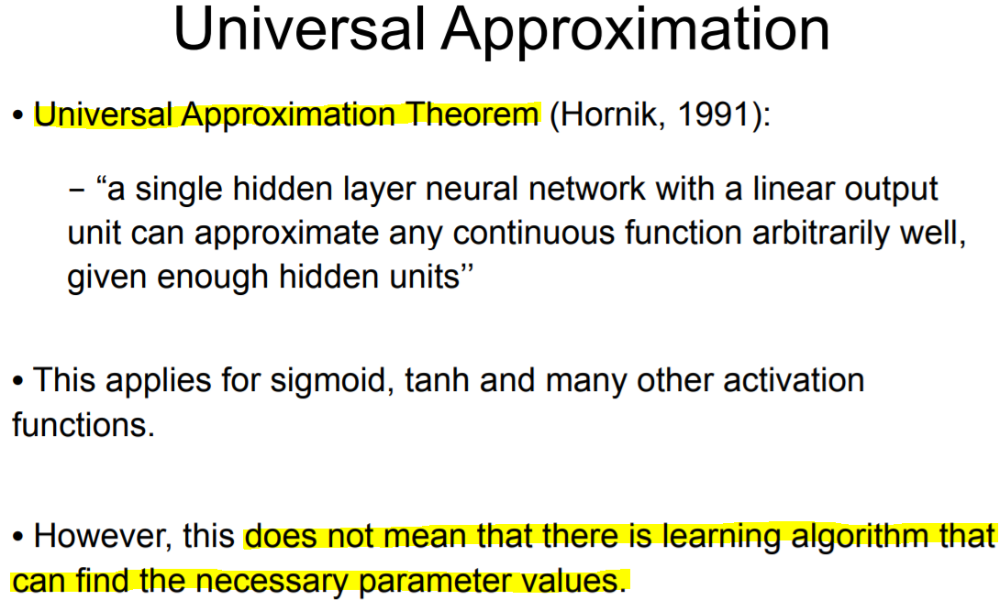 Universal Approximation
• Universal Approximation Theorem (Hornik, 1991):
– “a single hidden layer neural network with a linear output
unit can approximate any continuous function arbitrarily well,
given enough hidden units’’
• This applies for sigmoid, tanh and many other activation
functions.
• However, this does not mean that there is learning algorithm that
can find the necessary parameter values.